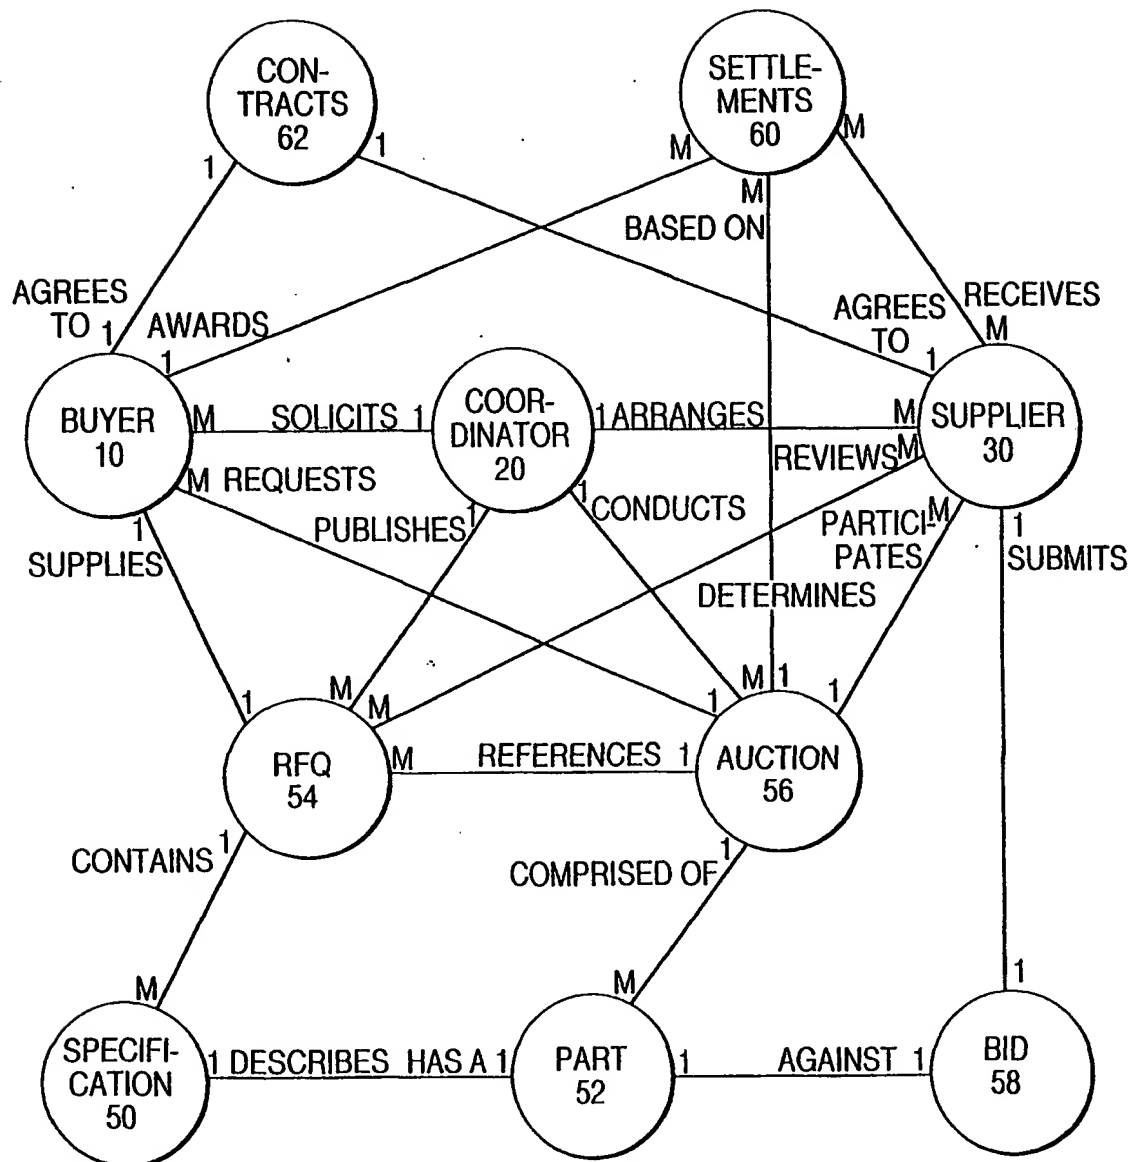 CON-
TRACTS
62
SETTLE-
MENTS
60
1
1
M
M
M
BASED ON
AGREES
TO 1
AWARDS
1
AGREES
TO
1
RECEIVES
M
BUYER
10
M SOLICITS 1
COOR-
DINATOR
20
1 ARRANGES M
SUPPLIER
30
M REQUESTS
REVIEWS M
1
SUPPLIES
PUBLISHES 1
1
CONDUCTS
PARTICI-
PATES
M
1
SUBMITS
DETERMINES
1
M
M
1
M
1
1
RFQ
54
M REFERENCES 1
AUCTION
56
CONTAINS 1
COMPRISED OF 1
M
M
1
SPECIFI-
CATION
50
1 DESCRIBES HAS A 1
PART
52
1 AGAINST 1
BID
58